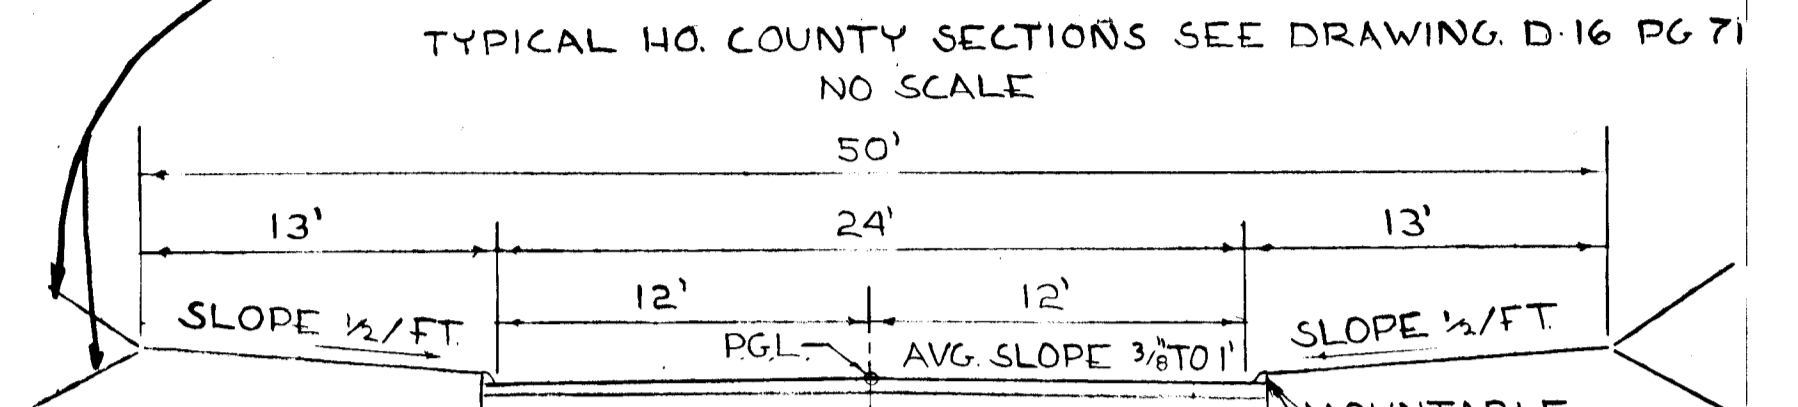 TYPICAL HO. COUNTY SECTIONS SEE DRAWING. D·16 PG 71
NO SCALE
50'
13' 24' 13'
12' 12'
SLOPE 1/2/FT. P.G.L. AVG. SLOPE 3/8" TO 1' SLOPE 1/2/FT.
MOUNTABLE